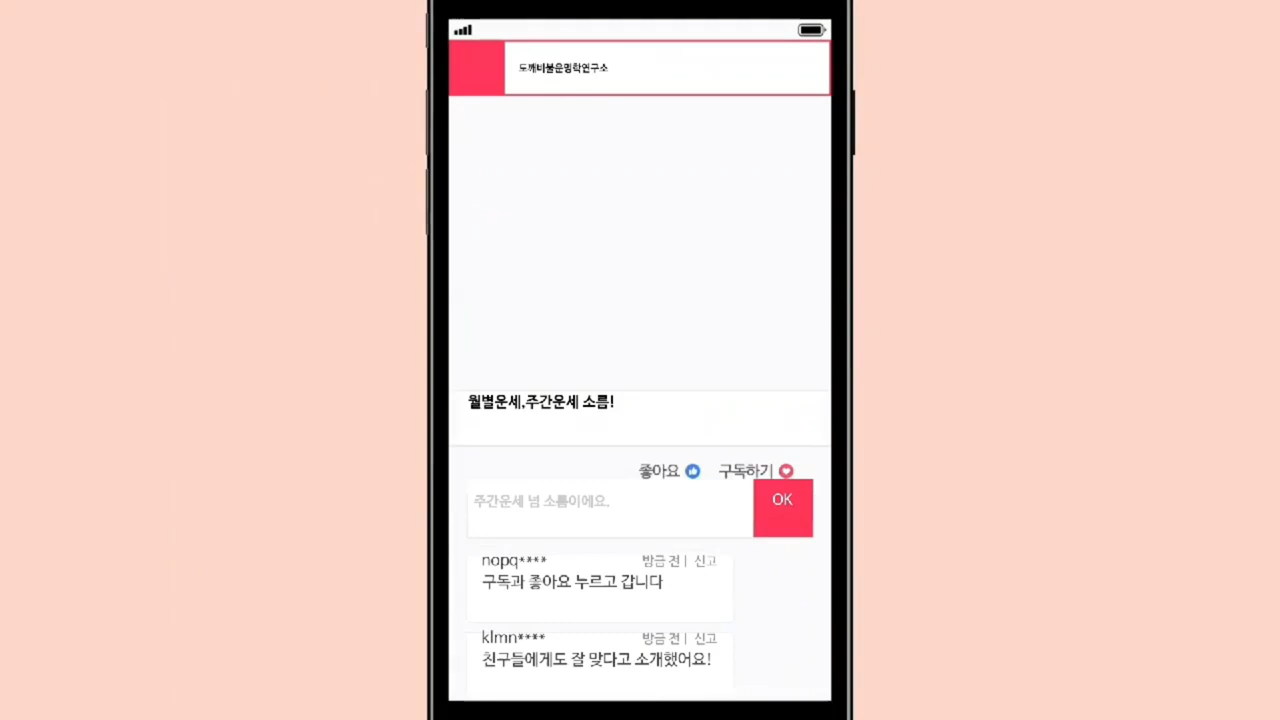 도깨비불운명학연구소
월별운세,주간운세 소름!
좋아요 구독하기
주간운세 넘 소름이에요.
OK
nopq**** 방금 전 | 신고
구독과 좋아요 누르고 갑니다
klmn**** 방금 전 | 신고
친구들에게도 잘 맞다고 소개했어요!